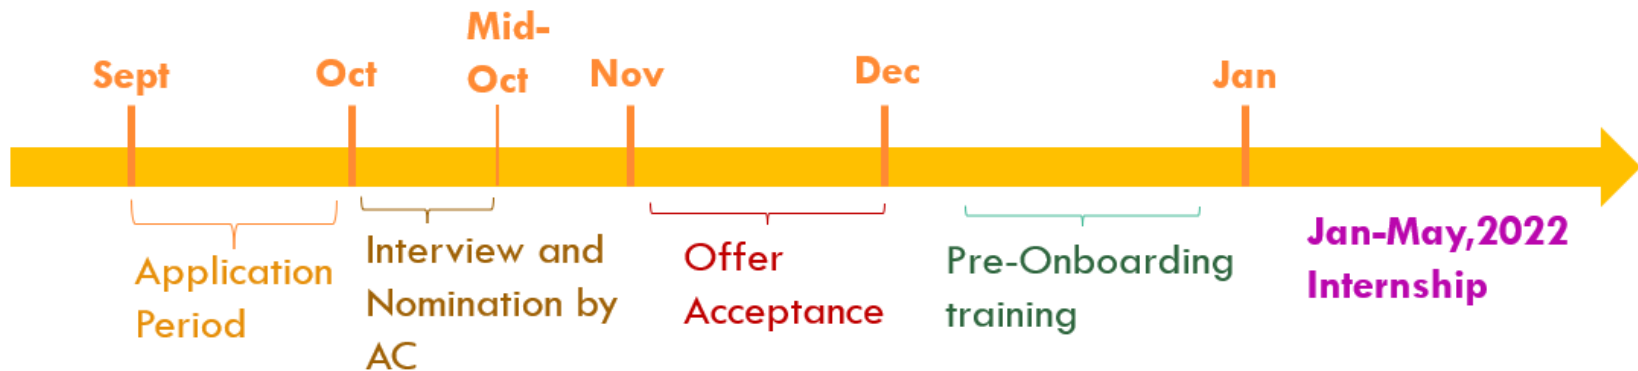 Sept
Oct
Mid-
Oct
Nov
Dec
Jan
Application
Period
Interview and
Nomination by
AC
Offer
Acceptance
Pre-Onboarding
training
Jan-May,2022
Internship